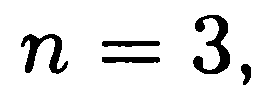 n = 3,